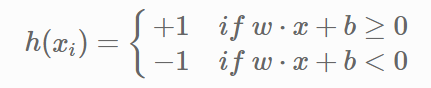 h(xᵢ) = { +1 if w · x + b ≥ 0
−1 if w · x + b < 0